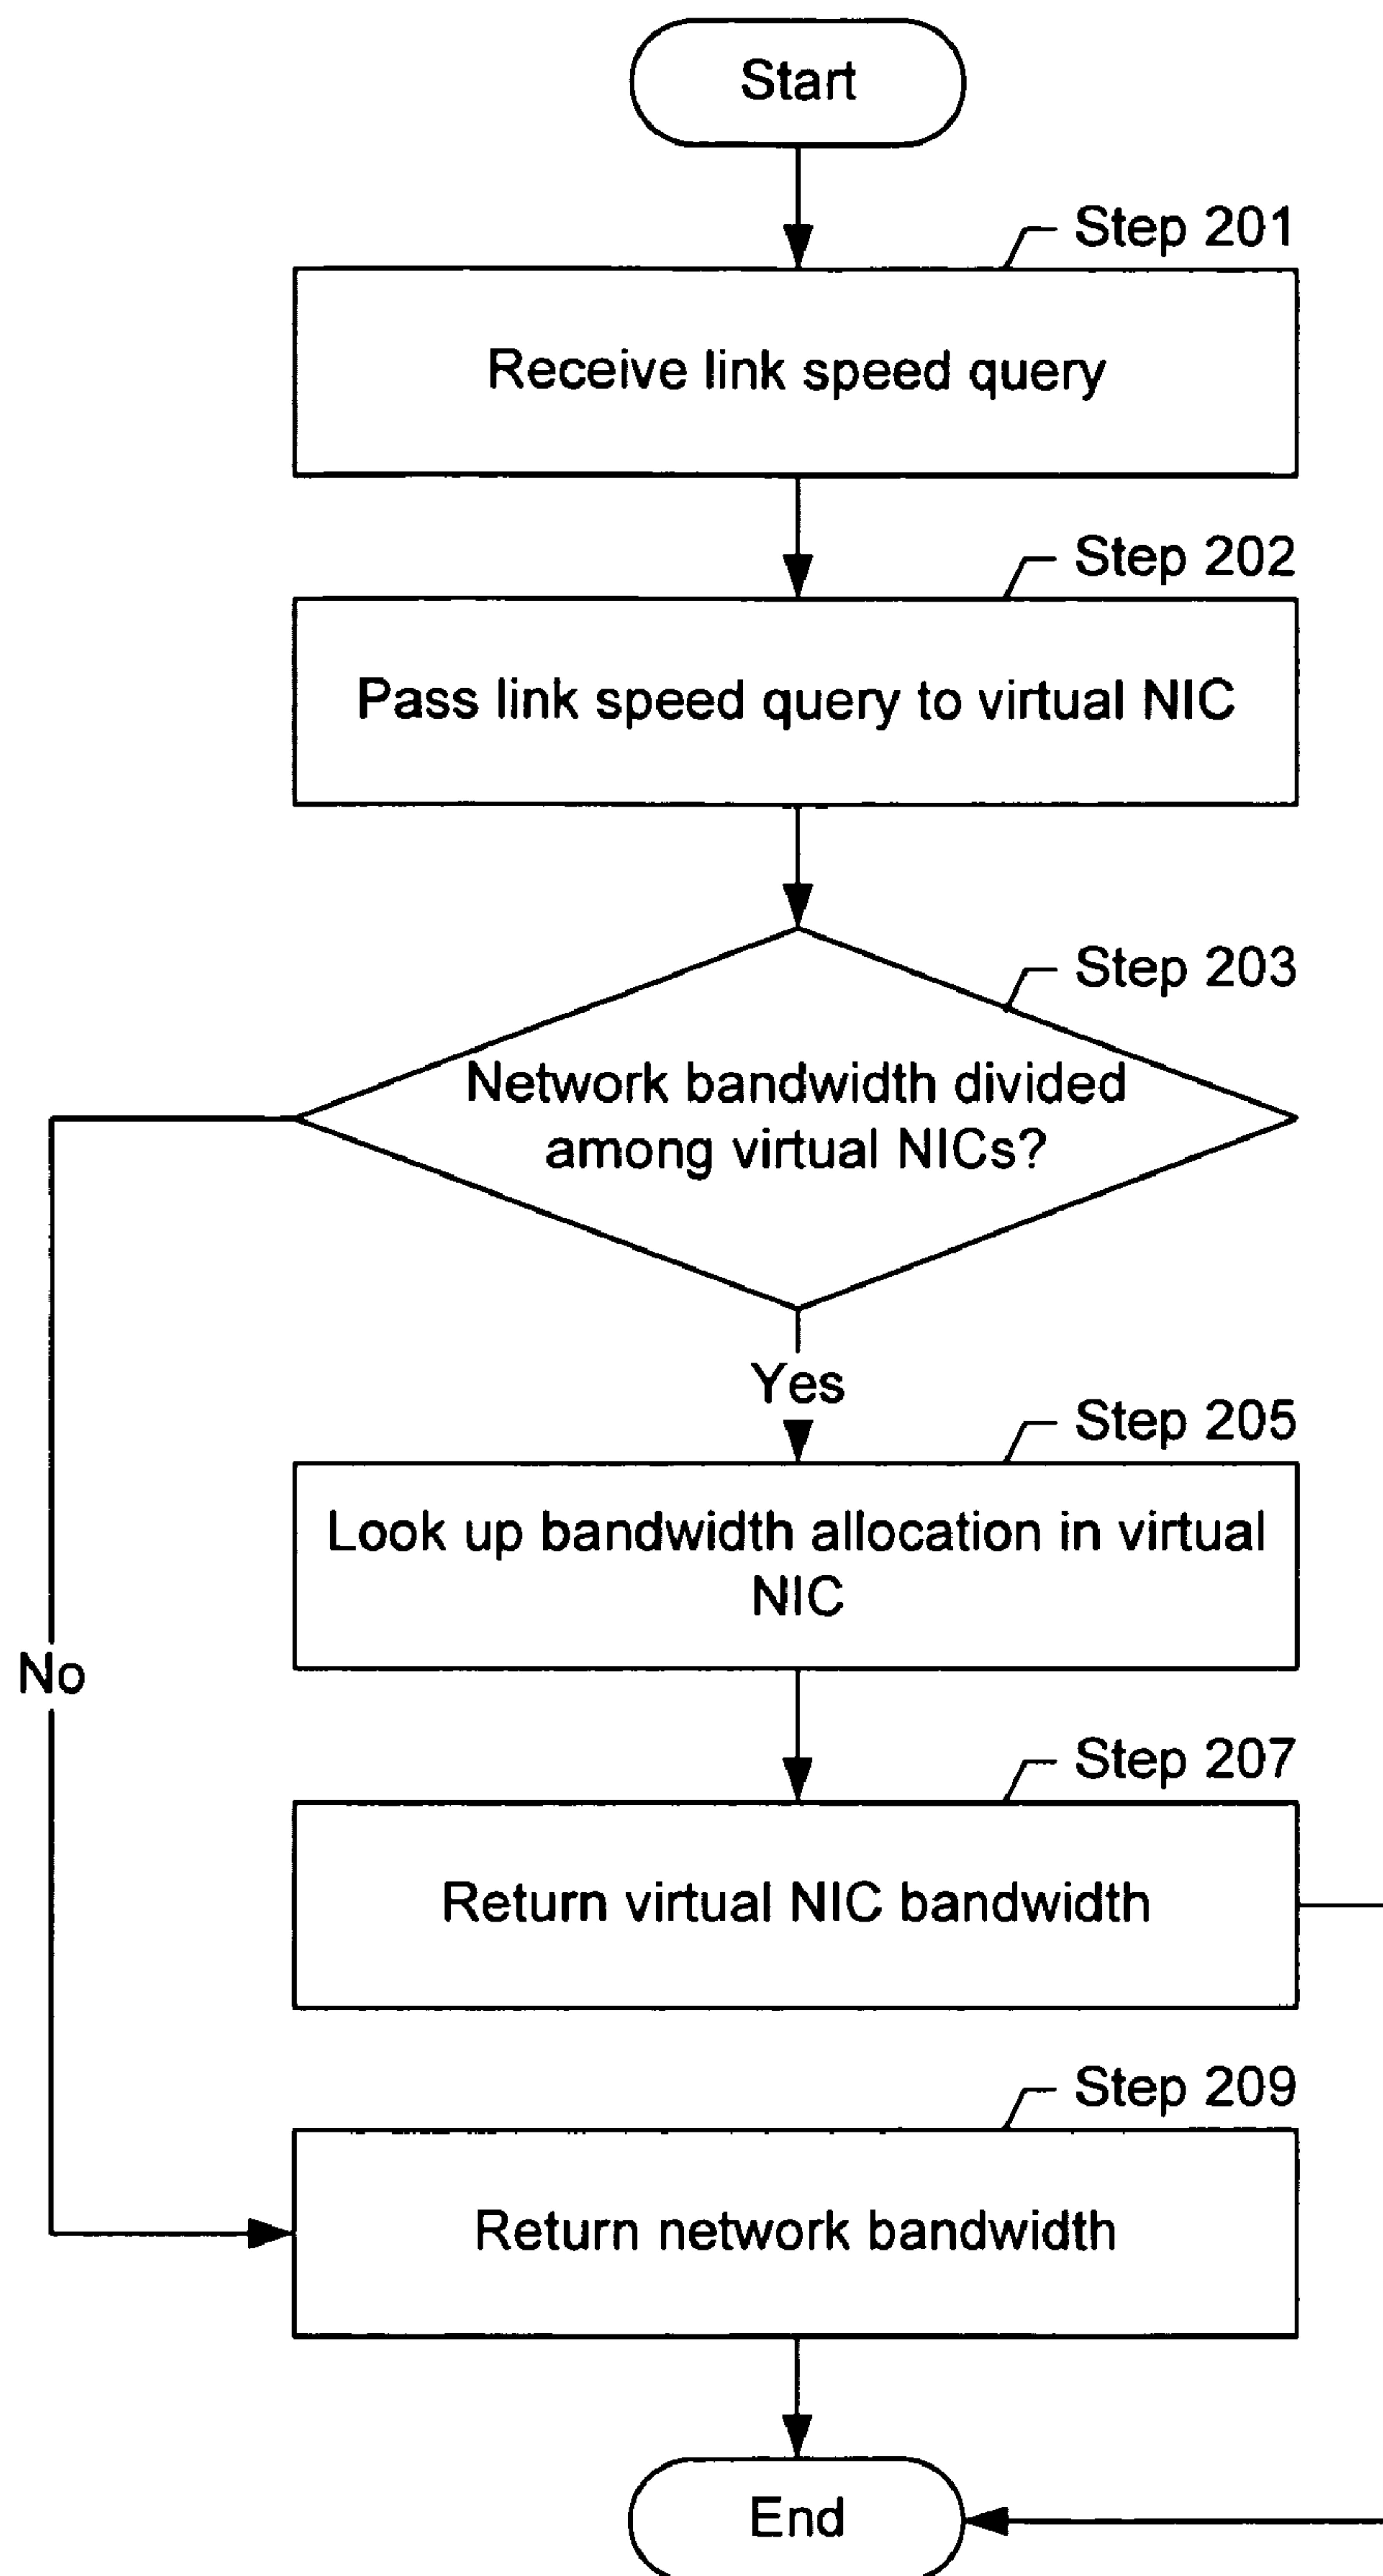 Start
Step 201
Receive link speed query
Step 202
Pass link speed query to virtual NIC
Step 203
Network bandwidth divided
among virtual NICs?
Yes
Step 205
Look up bandwidth allocation in virtual
NIC
No
Step 207
Return virtual NIC bandwidth
Step 209
Return network bandwidth
End